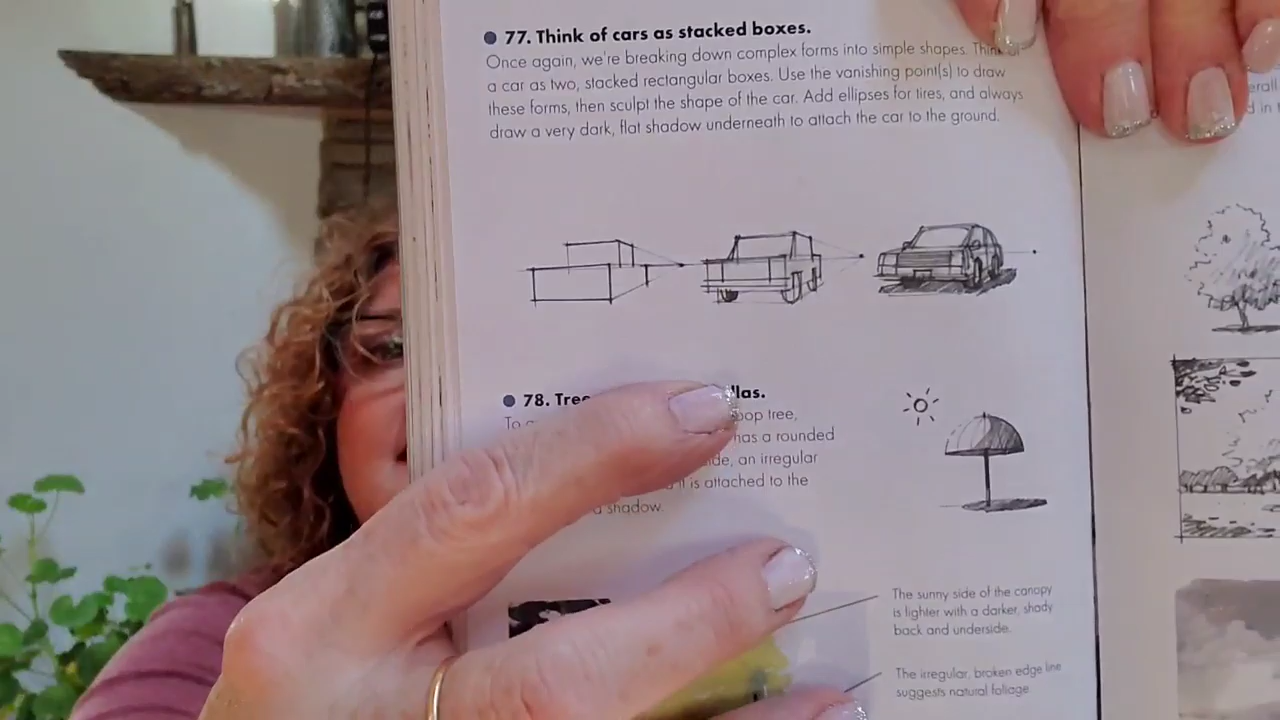 77. Think of cars as stacked boxes.
Once again, we're breaking down complex forms into simple shapes. Think of
a car as two, stacked rectangular boxes. Use the vanishing point(s) to draw
these forms, then sculpt the shape of the car. Add ellipses for tires, and always
draw a very dark, flat shadow underneath to attach the car to the ground.
78.
To
tree,
has a rounded
an irregular
is attached to the
shadow.
The sunny side of the canopy
is lighter with a darker, shady
back and underside.
The irregular, broken edge line
suggests natural foliage